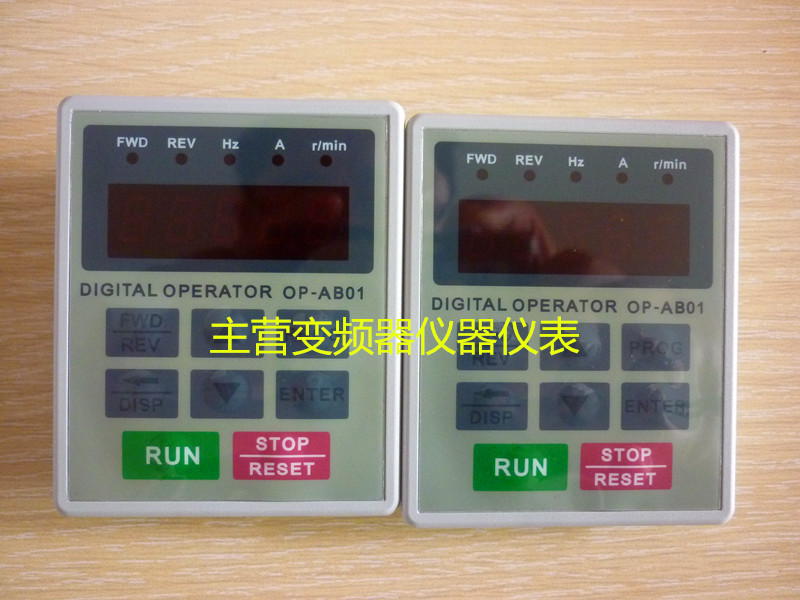 FWD REV Hz A r/min
DIGITAL OPERATOR OP-AB01
FWD
REV
DISP
ENTER
RUN
STOP
RESET
FWD REV Hz A r/min
DIGITAL OPERATOR OP-AB01
REV
PROG
DISP
ENTER
RUN
STOP
RESET
主营变频器仪器仪表